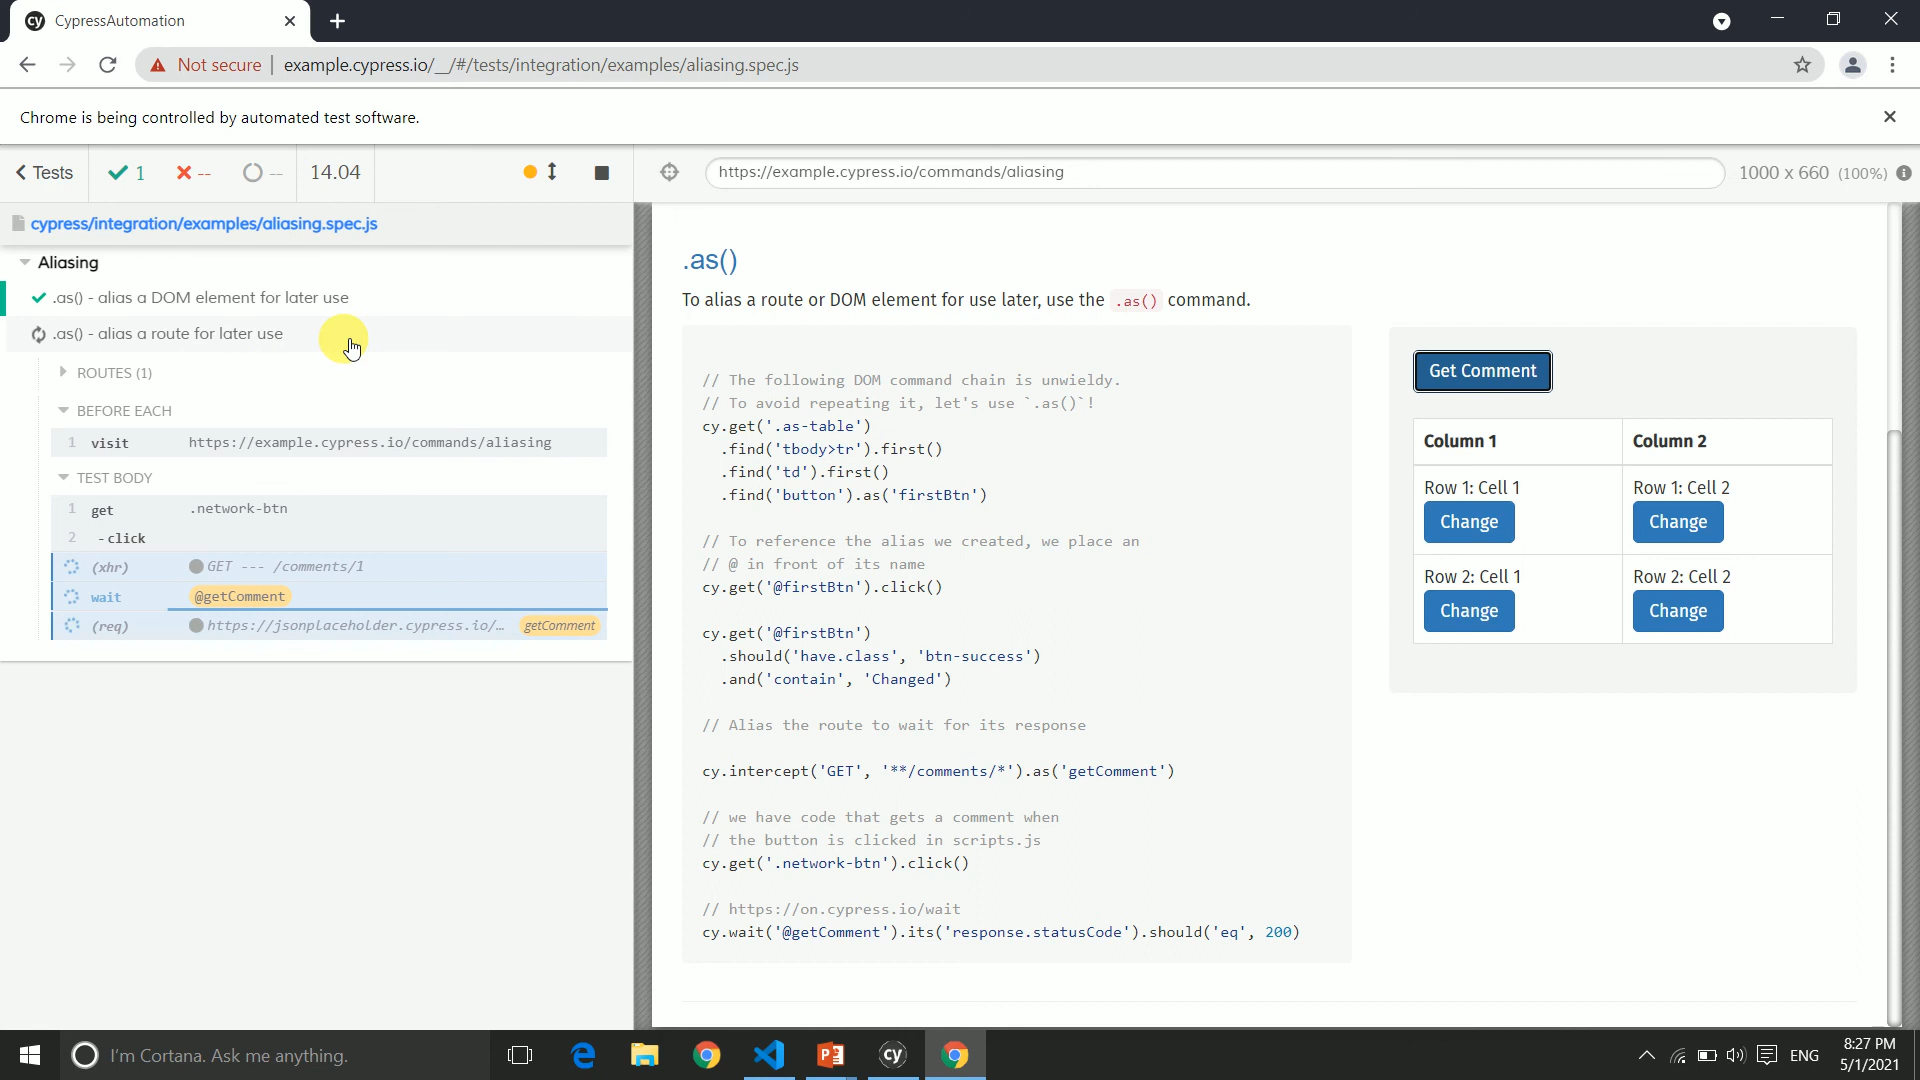 cy CypressAutomation
Not secure example.cypress.io/__/#/tests/integration/examples/aliasing.spec.js
Chrome is being controlled by automated test software.
Tests 1 -- -- 14.04
https://example.cypress.io/commands/aliasing 1000 x 660 (100%)
cypress/integration/examples/aliasing.spec.js
Aliasing
.as() - alias a DOM element for later use
.as() - alias a route for later use
ROUTES (1)
BEFORE EACH
1 visit https://example.cypress.io/commands/aliasing
TEST BODY
1 get .network-btn
2 - click
(xhr) GET --- /comments/1
wait @getComment
(req) https://jsonplaceholder.cypress.io/… getComment
.as()
To alias a route or DOM element for use later, use the .as() command.
// The following DOM command chain is unwieldy.
// To avoid repeating it, let's use `.as()`!
cy.get('.as-table')
.find('tbody>tr').first()
.find('td').first()
.find('button').as('firstBtn')
// To reference the alias we created, we place an
// @ in front of its name
cy.get('@firstBtn').click()
cy.get('@firstBtn')
.should('have.class', 'btn-success')
.and('contain', 'Changed')
// Alias the route to wait for its response
cy.intercept('GET', '**/comments/*').as('getComment')
// we have code that gets a comment when
// the button is clicked in scripts.js
cy.get('.network-btn').click()
// https://on.cypress.io/wait
cy.wait('@getComment').its('response.statusCode').should('eq', 200)
Get Comment
Column 1 Column 2
Row 1: Cell 1 Row 1: Cell 2
Change Change
Row 2: Cell 1 Row 2: Cell 2
Change Change
I'm Cortana. Ask me anything.
cy
ENG
8:27 PM
5/1/2021